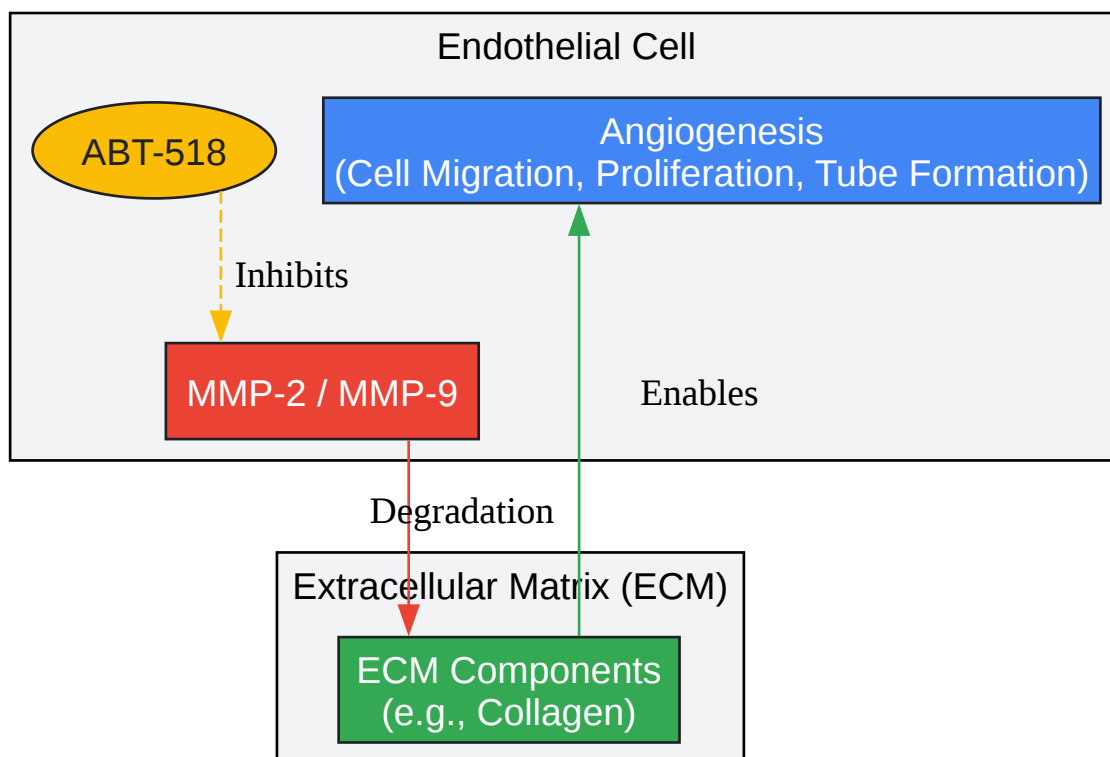 Endothelial Cell
ABT-518
Angiogenesis
(Cell Migration, Proliferation, Tube Formation)
Inhibits
MMP-2 / MMP-9
Enables
Degradation
Extracellular Matrix (ECM)
ECM Components
(e.g., Collagen)